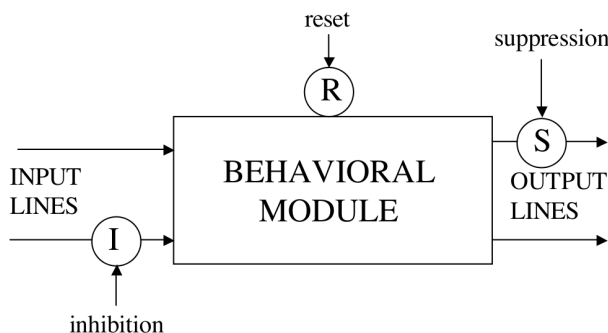 reset
suppression
R
S
INPUT
LINES
BEHAVIORAL
MODULE
OUTPUT
LINES
I
inhibition